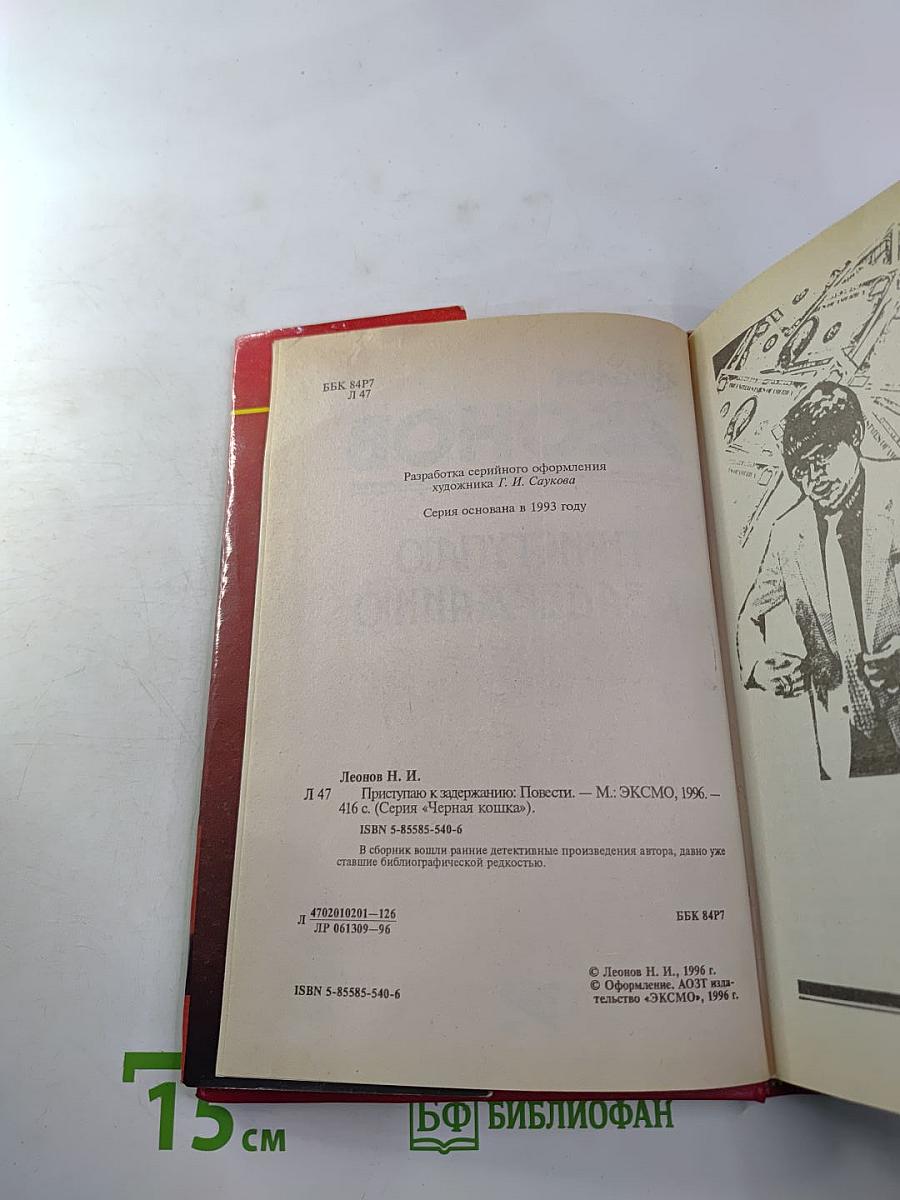 ББК 84Р7
Л 47
Разработка серийного оформления
художника Г. И. Саукова
Серия основана в 1993 году
Леонов Н. И.
Л 47 Приступаю к задержанию: Повести. — М.: ЭКСМО, 1996. —
416 с. (Серия «Черная кошка»).
ISBN 5-85585-540-6
В сборник вошли ранние детективные произведения автора, давно уже
ставшие библиографической редкостью.
Л 4702010201—126
ЛР 061309—96
ББК 84Р7
ISBN 5-85585-540-6
© Леонов Н. И., 1996 г.
© Оформление. АОЗТ изда-
тельство «ЭКСМО», 1996 г.
15 см
БФ БИБЛИОФАН